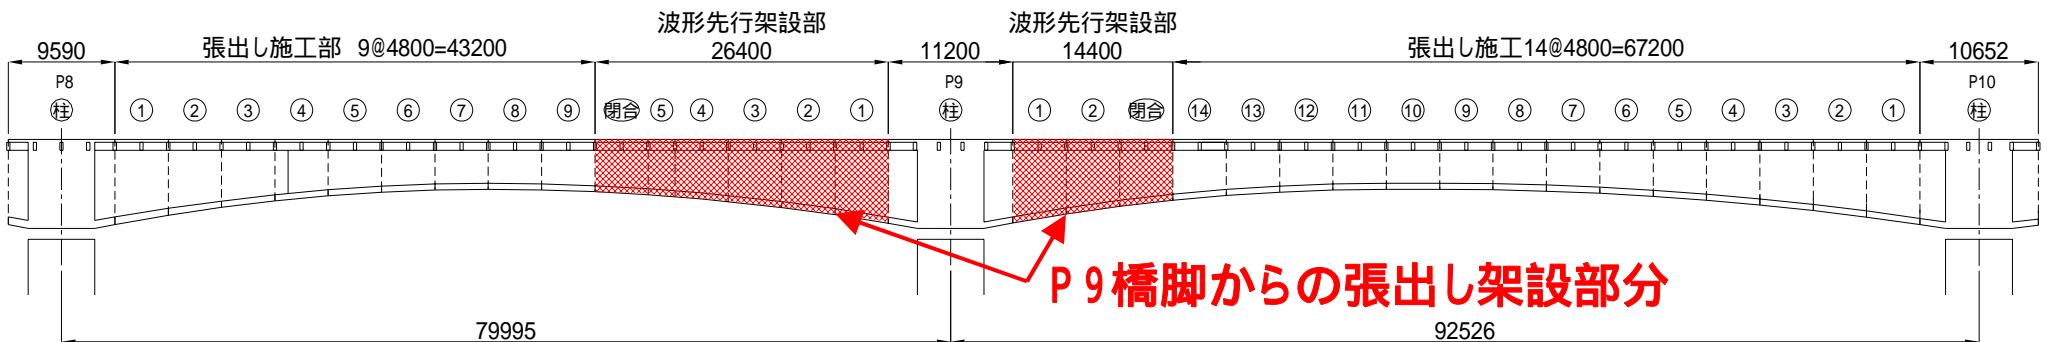 波形先行架設部 波形先行架設部
9590 張出し施工部 9@4800=43200 26400 11200 14400 張出し施工14@4800=67200 10652
P8 P9 P10
柱 ① ② ③ ④ ⑤ ⑥ ⑦ ⑧ ⑨ 閉合 ⑤ ④ ③ ② ① 柱 ① ② 閉合 ⑭ ⑬ ⑫ ⑪ ⑩ ⑨ ⑧ ⑦ ⑥ ⑤ ④ ③ ② ① 柱
P9橋脚からの張出し架設部分
79995 92526